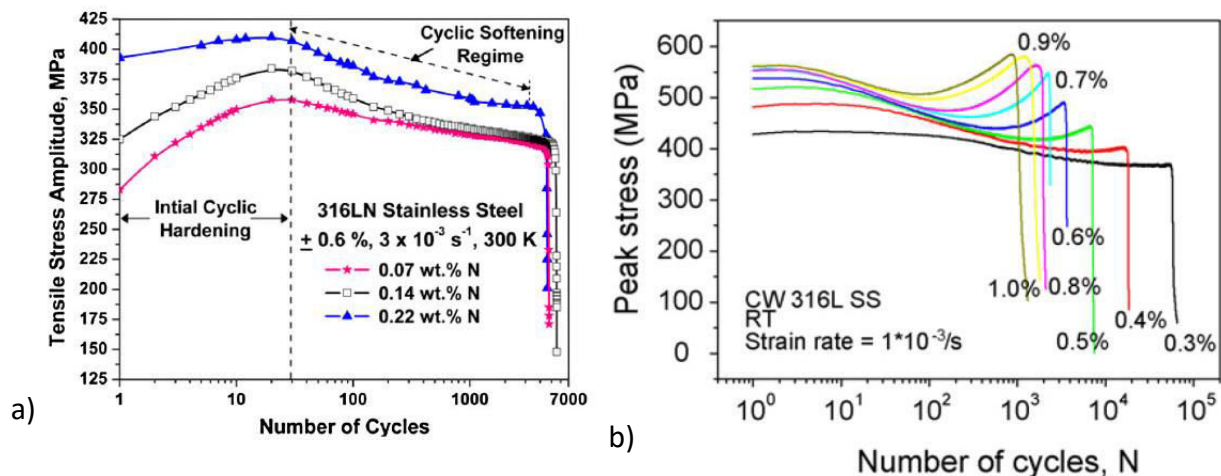 425
400
375
350
325
300
275
250
225
200
175
150
125
Tensile Stress Amplitude, MPa
Cyclic Softening
Regime
Intial Cyclic
Hardening
316LN Stainless Steel
± 0.6 %, 3 x 10⁻³ s⁻¹, 300 K
0.07 wt.% N
0.14 wt.% N
0.22 wt.% N
1 10 100 1000 7000
Number of Cycles
a)
600
500
400
300
200
100
0
Peak stress (MPa)
0.9%
0.7%
0.6%
1.0%
0.8%
0.5%
0.4%
0.3%
CW 316L SS
RT
Strain rate = 1*10⁻³/s
10⁰ 10¹ 10² 10³ 10⁴ 10⁵
Number of cycles, N
b)